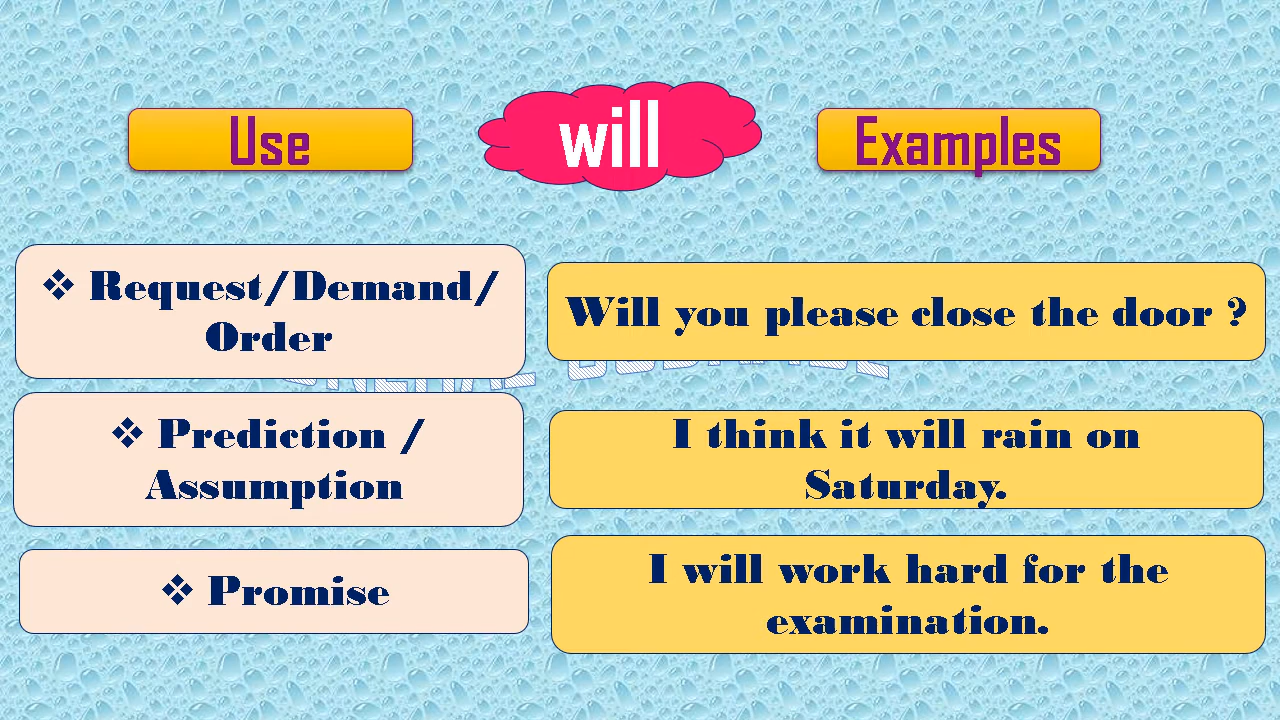 Use
will
Examples
❖ Request/Demand/
Order
Will you please close the door ?
❖ Prediction /
Assumption
I think it will rain on
Saturday.
❖ Promise
I will work hard for the
examination.